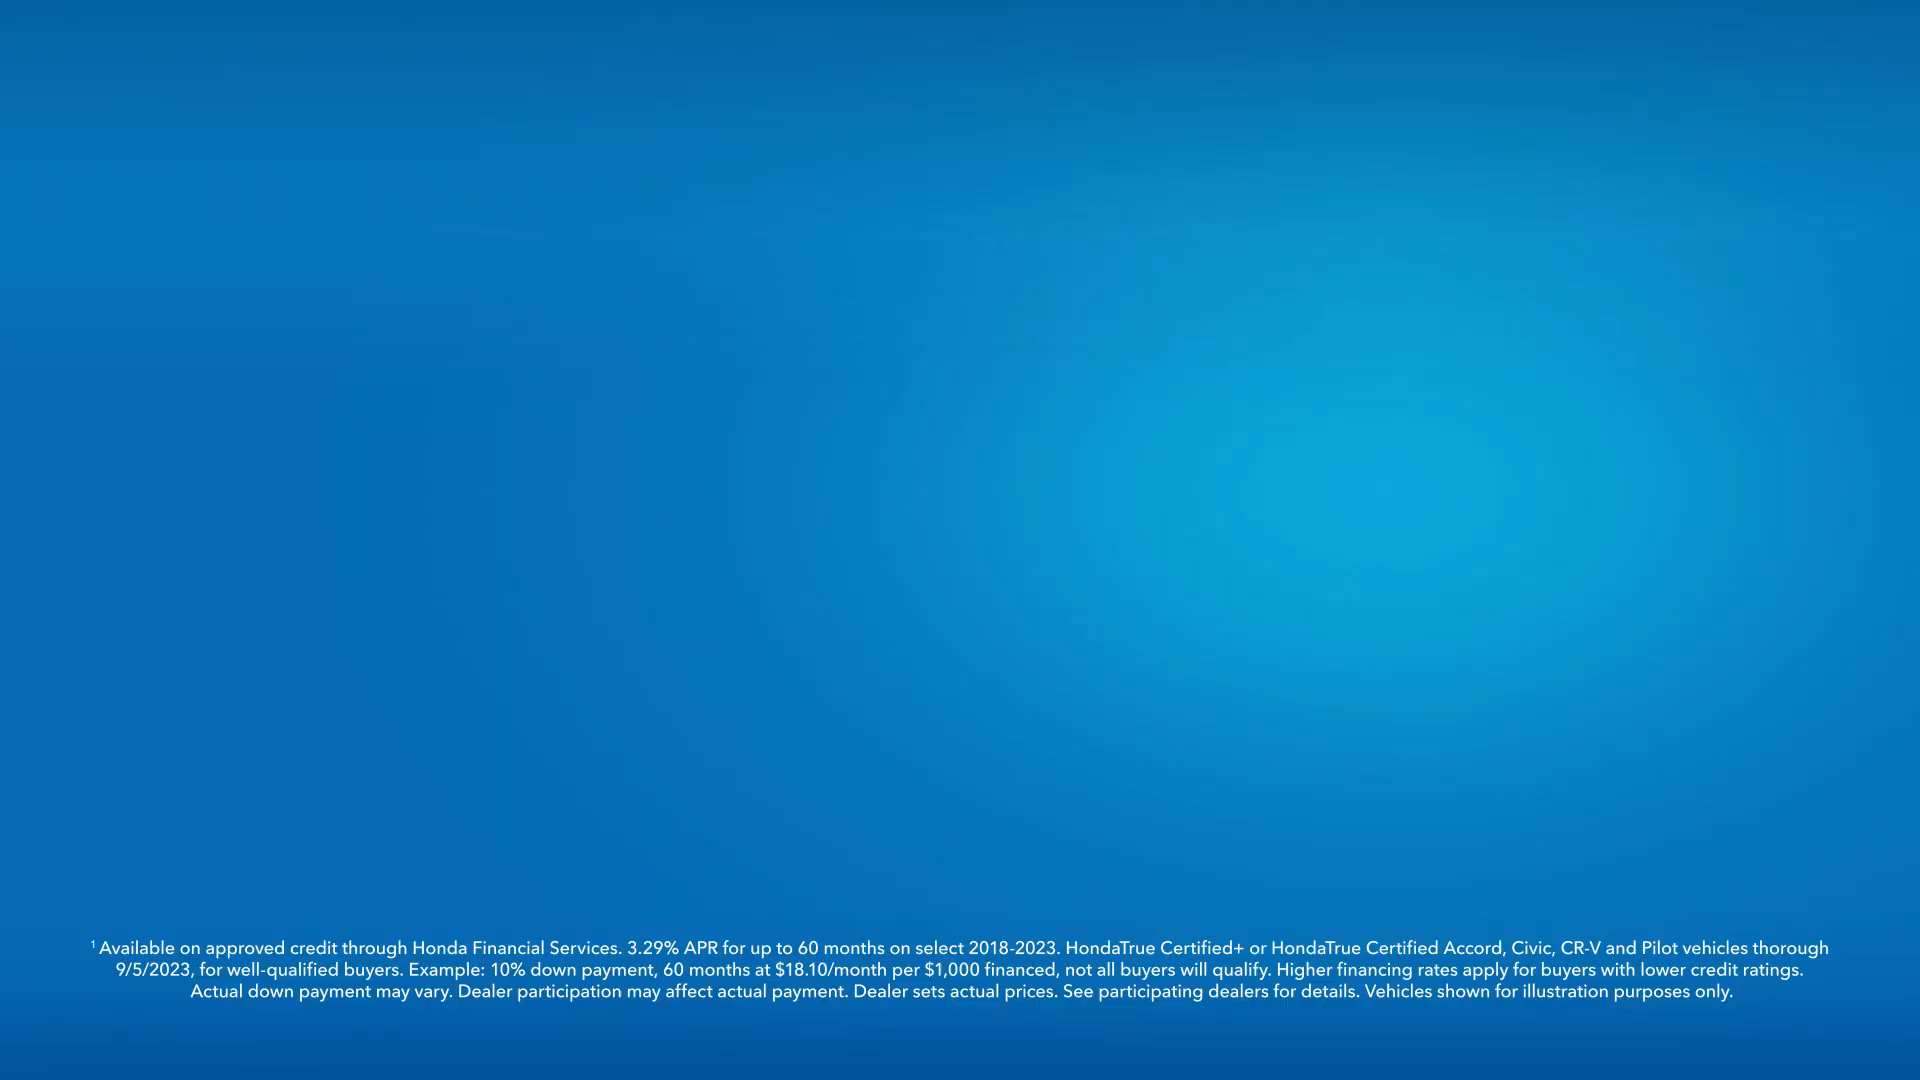 ¹ Available on approved credit through Honda Financial Services. 3.29% APR for up to 60 months on select 2018-2023. HondaTrue Certified+ or HondaTrue Certified Accord, Civic, CR-V and Pilot vehicles thorough
9/5/2023, for well-qualified buyers. Example: 10% down payment, 60 months at $18.10/month per $1,000 financed, not all buyers will qualify. Higher financing rates apply for buyers with lower credit ratings.
Actual down payment may vary. Dealer participation may affect actual payment. Dealer sets actual prices. See participating dealers for details. Vehicles shown for illustration purposes only.